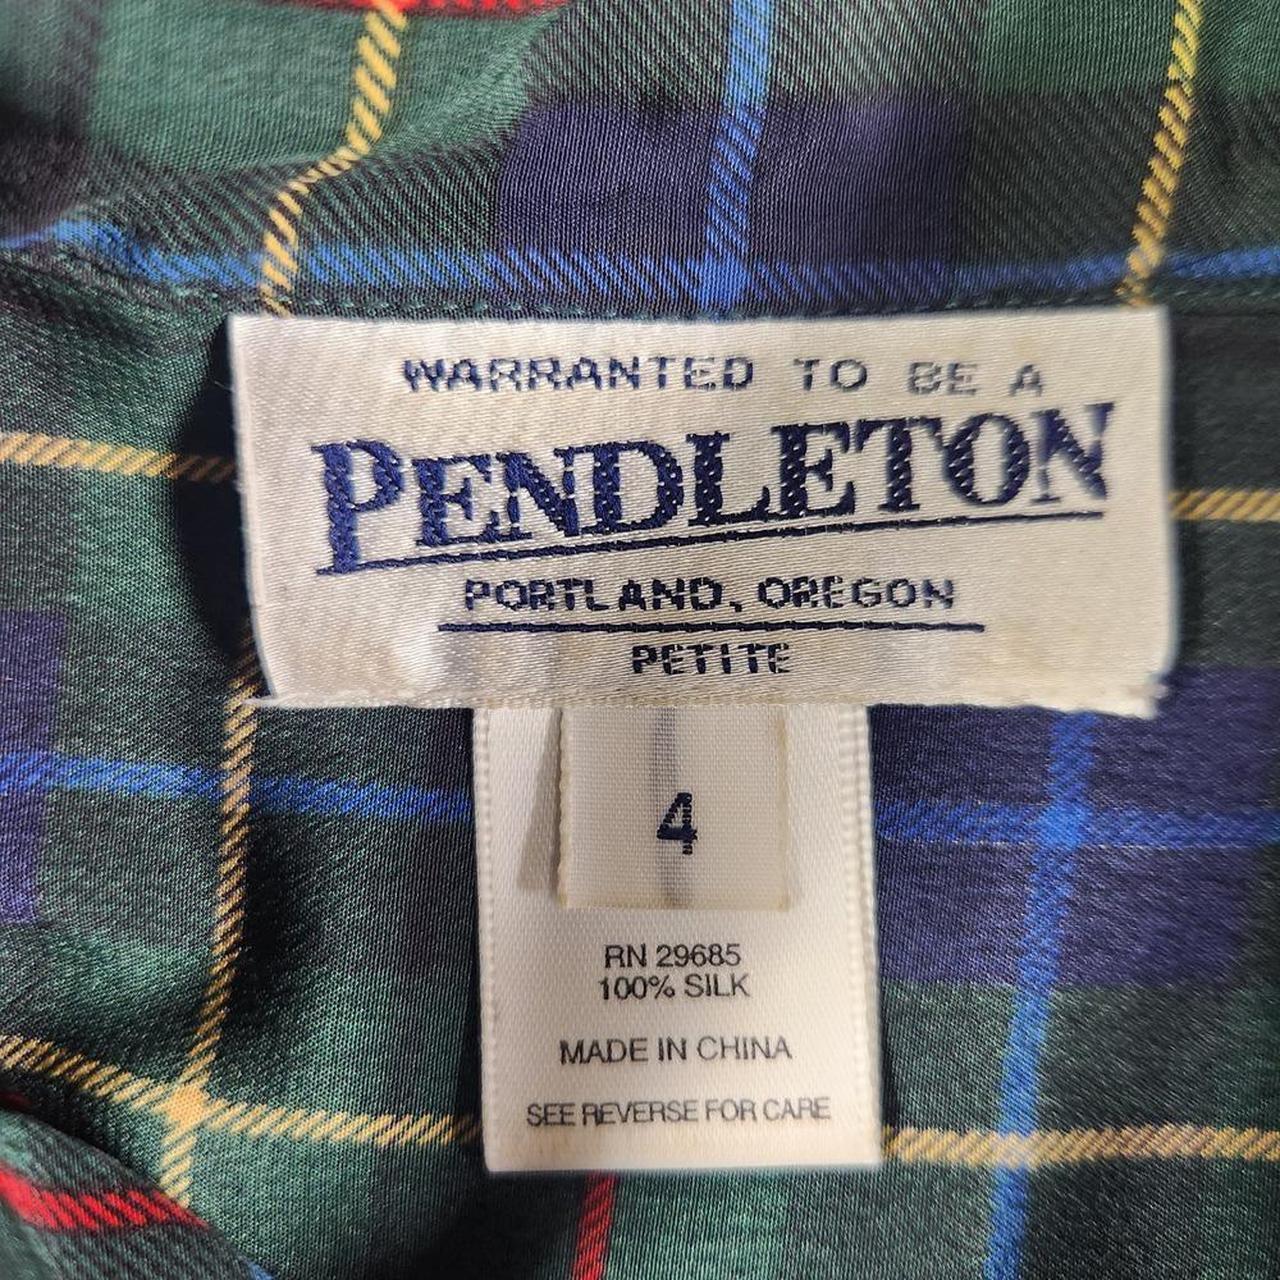 WARRANTED TO BE A
PENDLETON
PORTLAND, OREGON
PETITE
4
RN 29685
100% SILK
MADE IN CHINA
SEE REVERSE FOR CARE